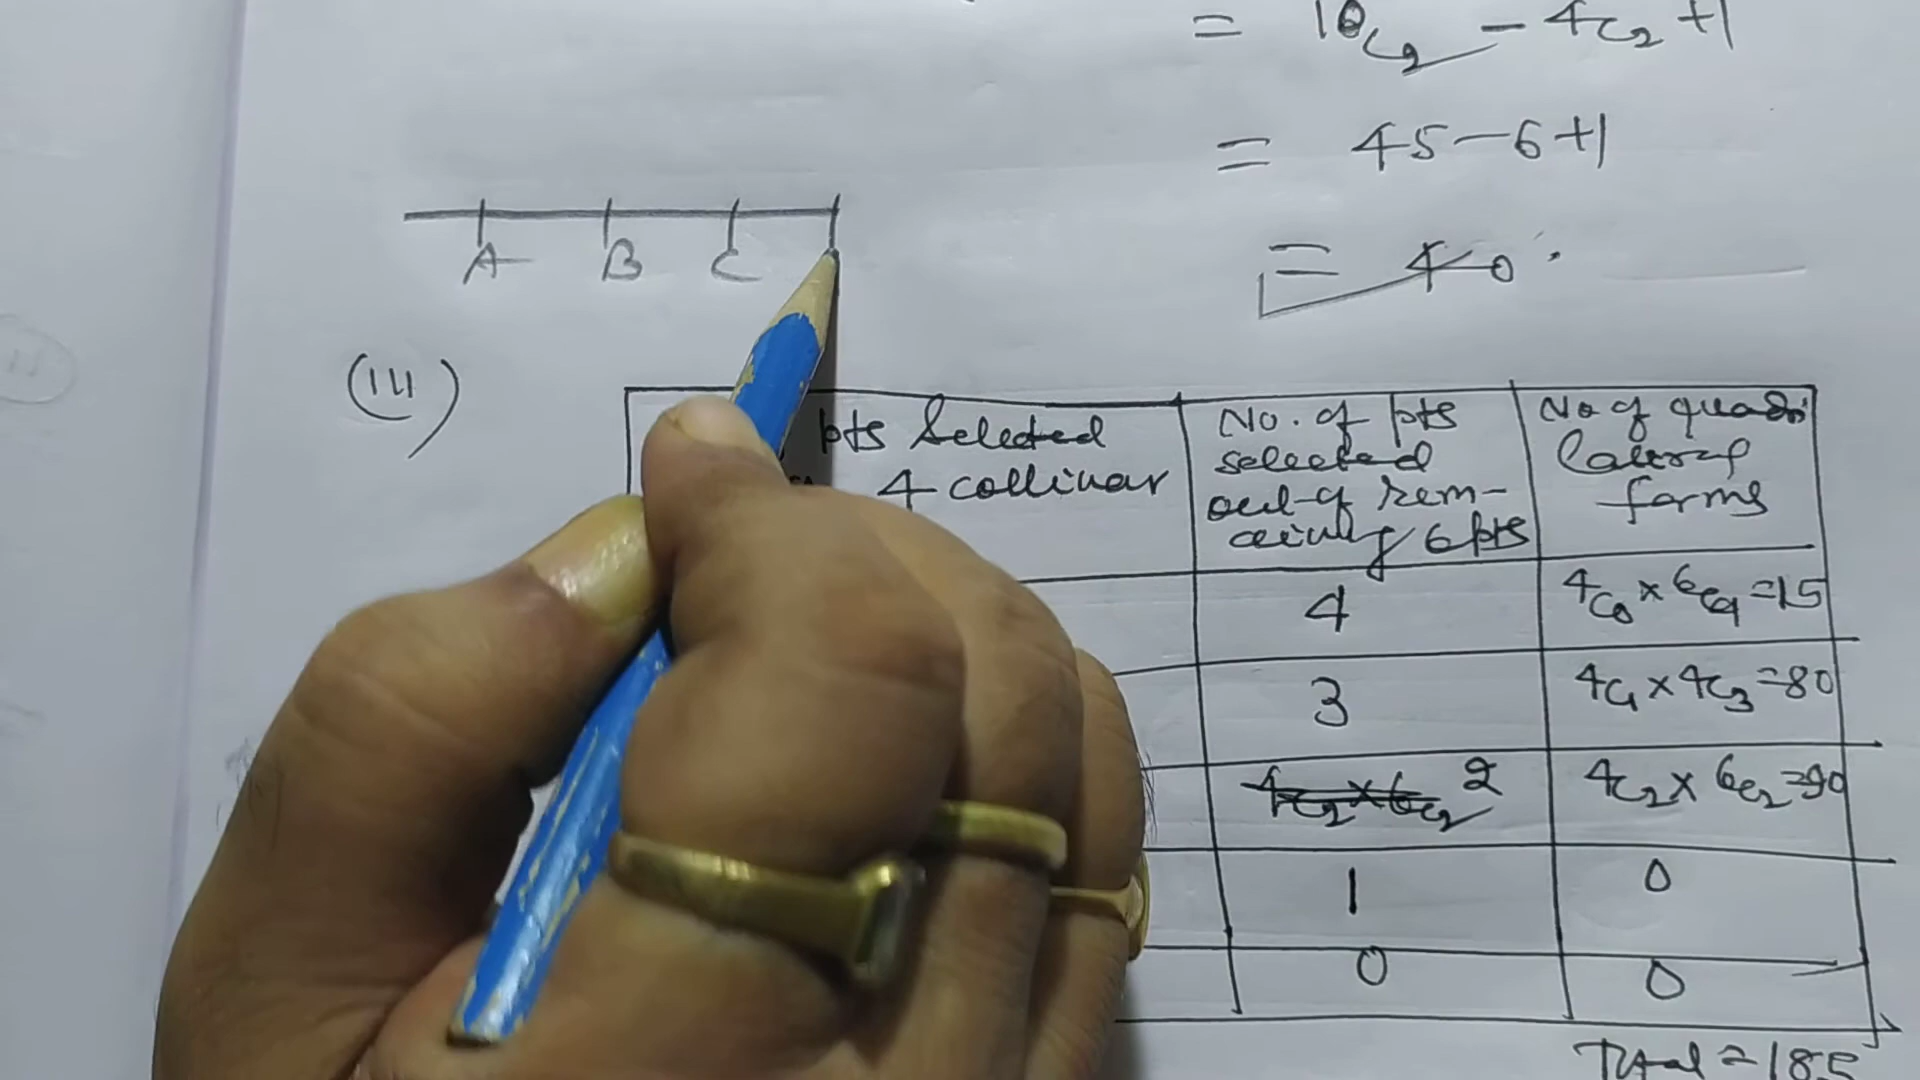 = 10c₂ - 4c₂ + 1
= 45 - 6 + 1
= 40
A B C
(III)
pts Selected
4 collinar
No. of pts
selected
out of rem-
aining 6 pts
No of quadri
lateral
forms
4 4c₀ × 6c₄ = 15
3 4c₁ × 4c₃ = 80
4c₂ × 6c₂ 2 4c₂ × 6c₂ = 90
1 0
0 0
Total = 185